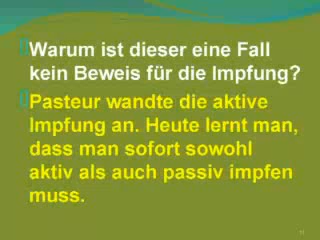 Warum ist dieser eine Fall
kein Beweis für die Impfung?
Pasteur wandte die aktive
Impfung an. Heute lernt man,
dass man sofort sowohl
aktiv als auch passiv impfen
muss.
11